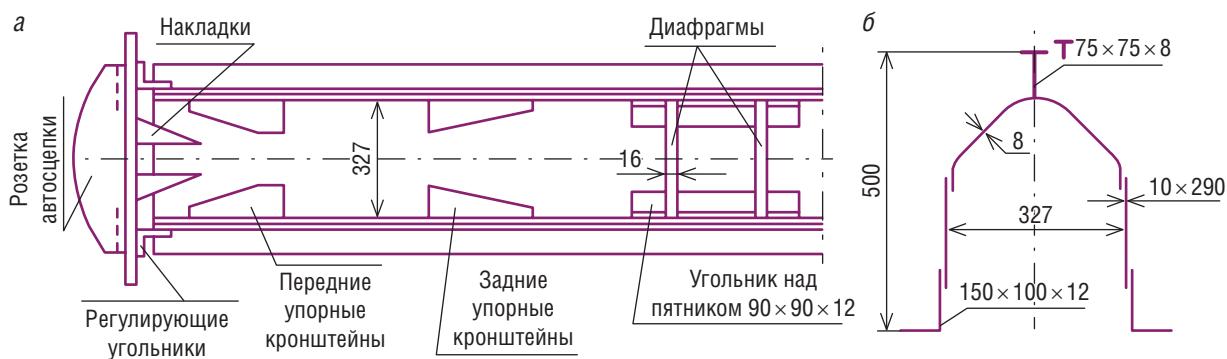 а
Накладки
Диафрагмы
б
75×75×8
Розетка
автосцепки
327
16
500
8
10×290
327
Передние
упорные
кронштейны
Задние
упорные
кронштейны
Угольник над
пятником 90×90×12
150×100×12
Регулирующие
угольники